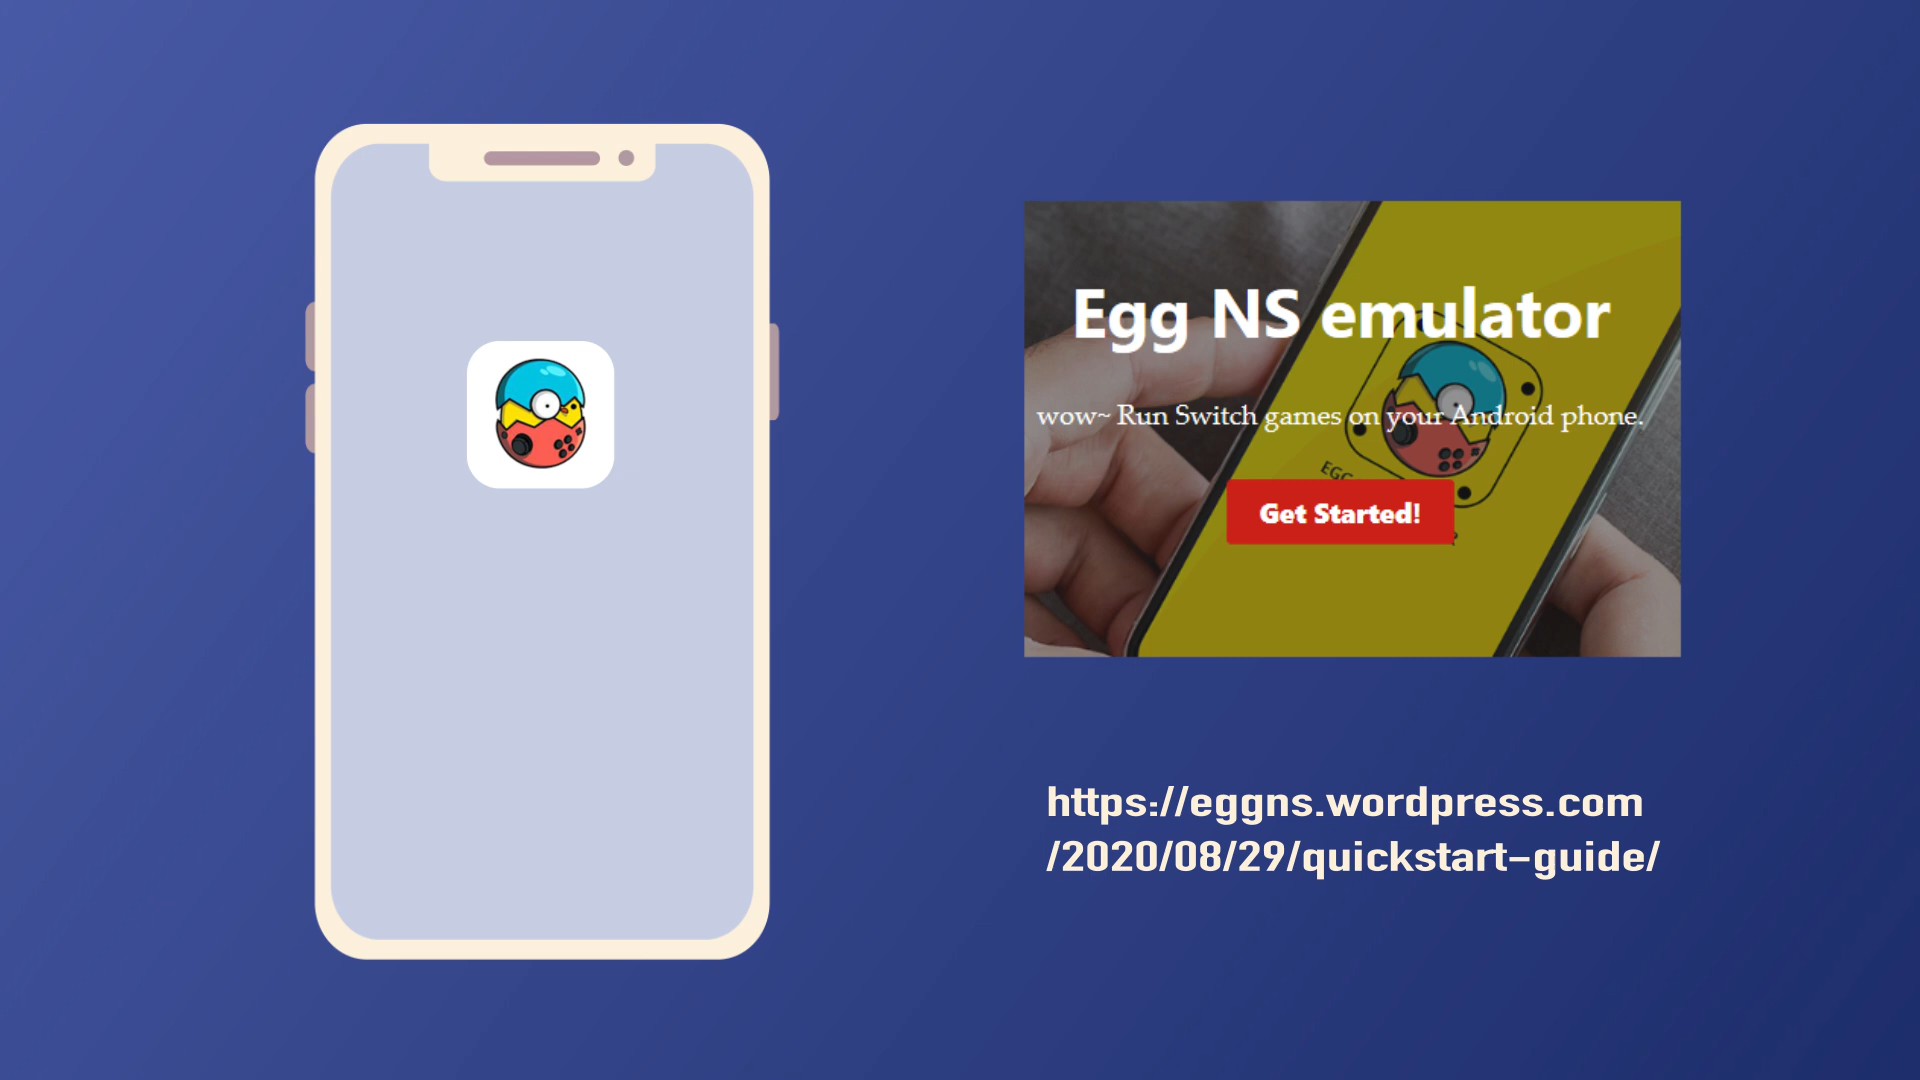 Egg NS emulator
wow~ Run Switch games on your Android phone.
EGG
Get Started!
https://eggns.wordpress.com
/2020/08/29/quickstart-guide/